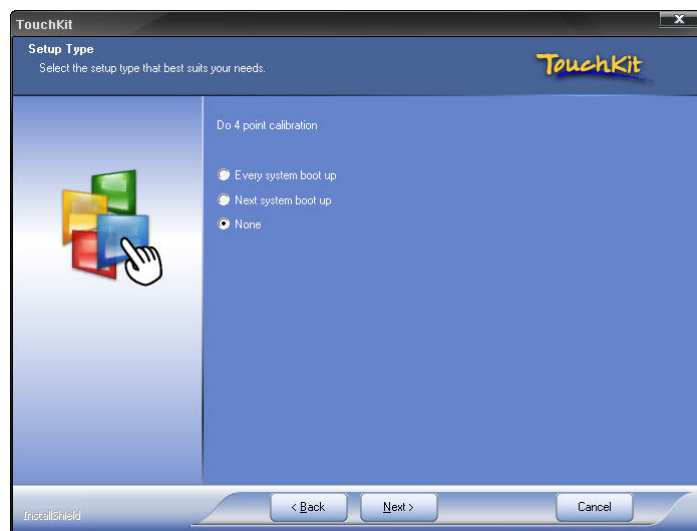 TouchKit
X
Setup Type
Select the setup type that best suits your needs.
TouchKit
Do 4 point calibration
Every system boot up
Next system boot up
None
InstallShield
< Back
Next >
Cancel